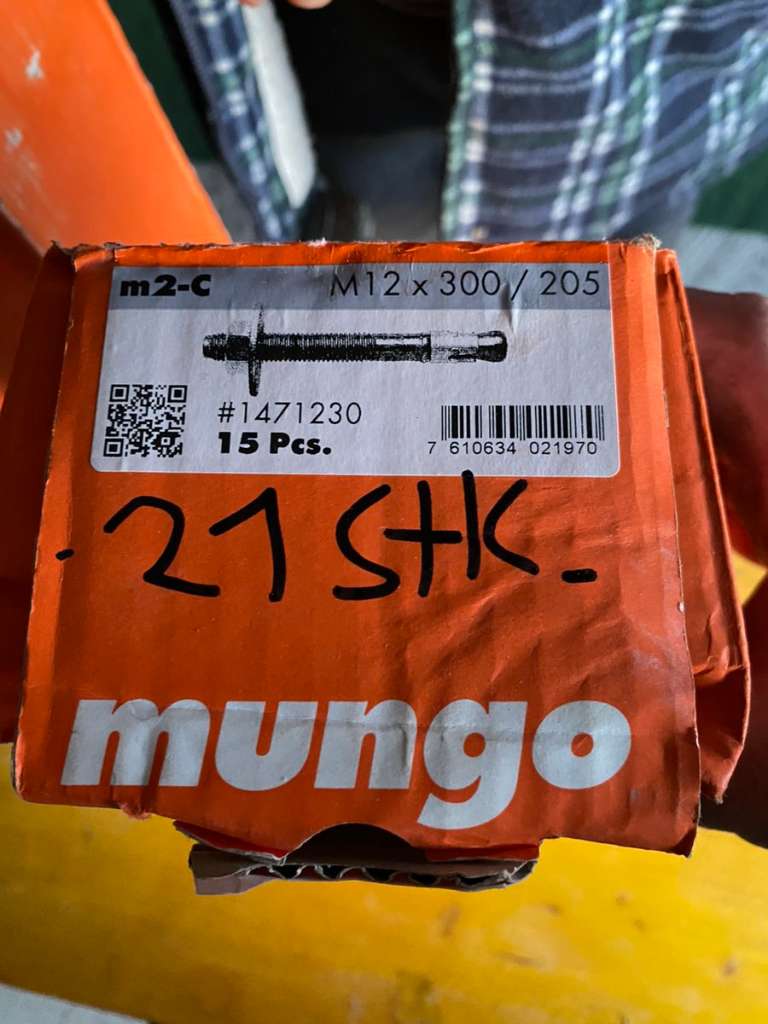 m2-C M12 x 300 / 205
#1471230
15 Pcs.
7 610634 021970
21 Stk.
mungo